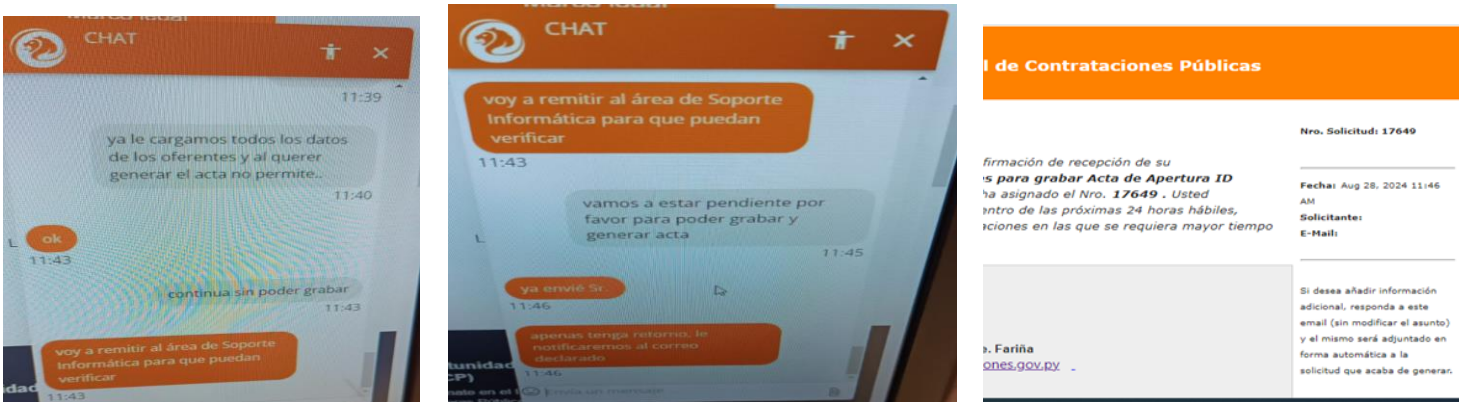 CHAT
11:39
ya le cargamos todos los datos
de los oferentes y al querer
generar el acta no permite..
11:40
L
ok
11:43
continua sin poder grabar
11:43
voy a remitir al área de Soporte
Informática para que puedan
verificar
11:43
idad
CHAT
voy a remitir al área de Soporte
Informática para que puedan
verificar
11:43
vamos a estar pendiente por
favor para poder grabar y
generar acta
L
11:45
ya envié Sr.
11:46
apenas tenga retorno, le
notificaremos al correo
declarado
11:46
tunidad
CP)
Envía un mensaje
l de Contrataciones Públicas
firmación de recepción de su
es para grabar Acta de Apertura ID
ha asignado el Nro. 17649 . Usted
entro de las próximas 24 horas hábiles,
aciones en las que se requiera mayor tiempo
e. Fariña
ones.gov.py
Nro. Solicitud: 17649
Fecha: Aug 28, 2024 11:46
AM
Solicitante:
E-Mail:
Si desea añadir información
adicional, responda a este
email (sin modificar el asunto)
y el mismo será adjuntado en
forma automática a la
solicitud que acaba de generar.